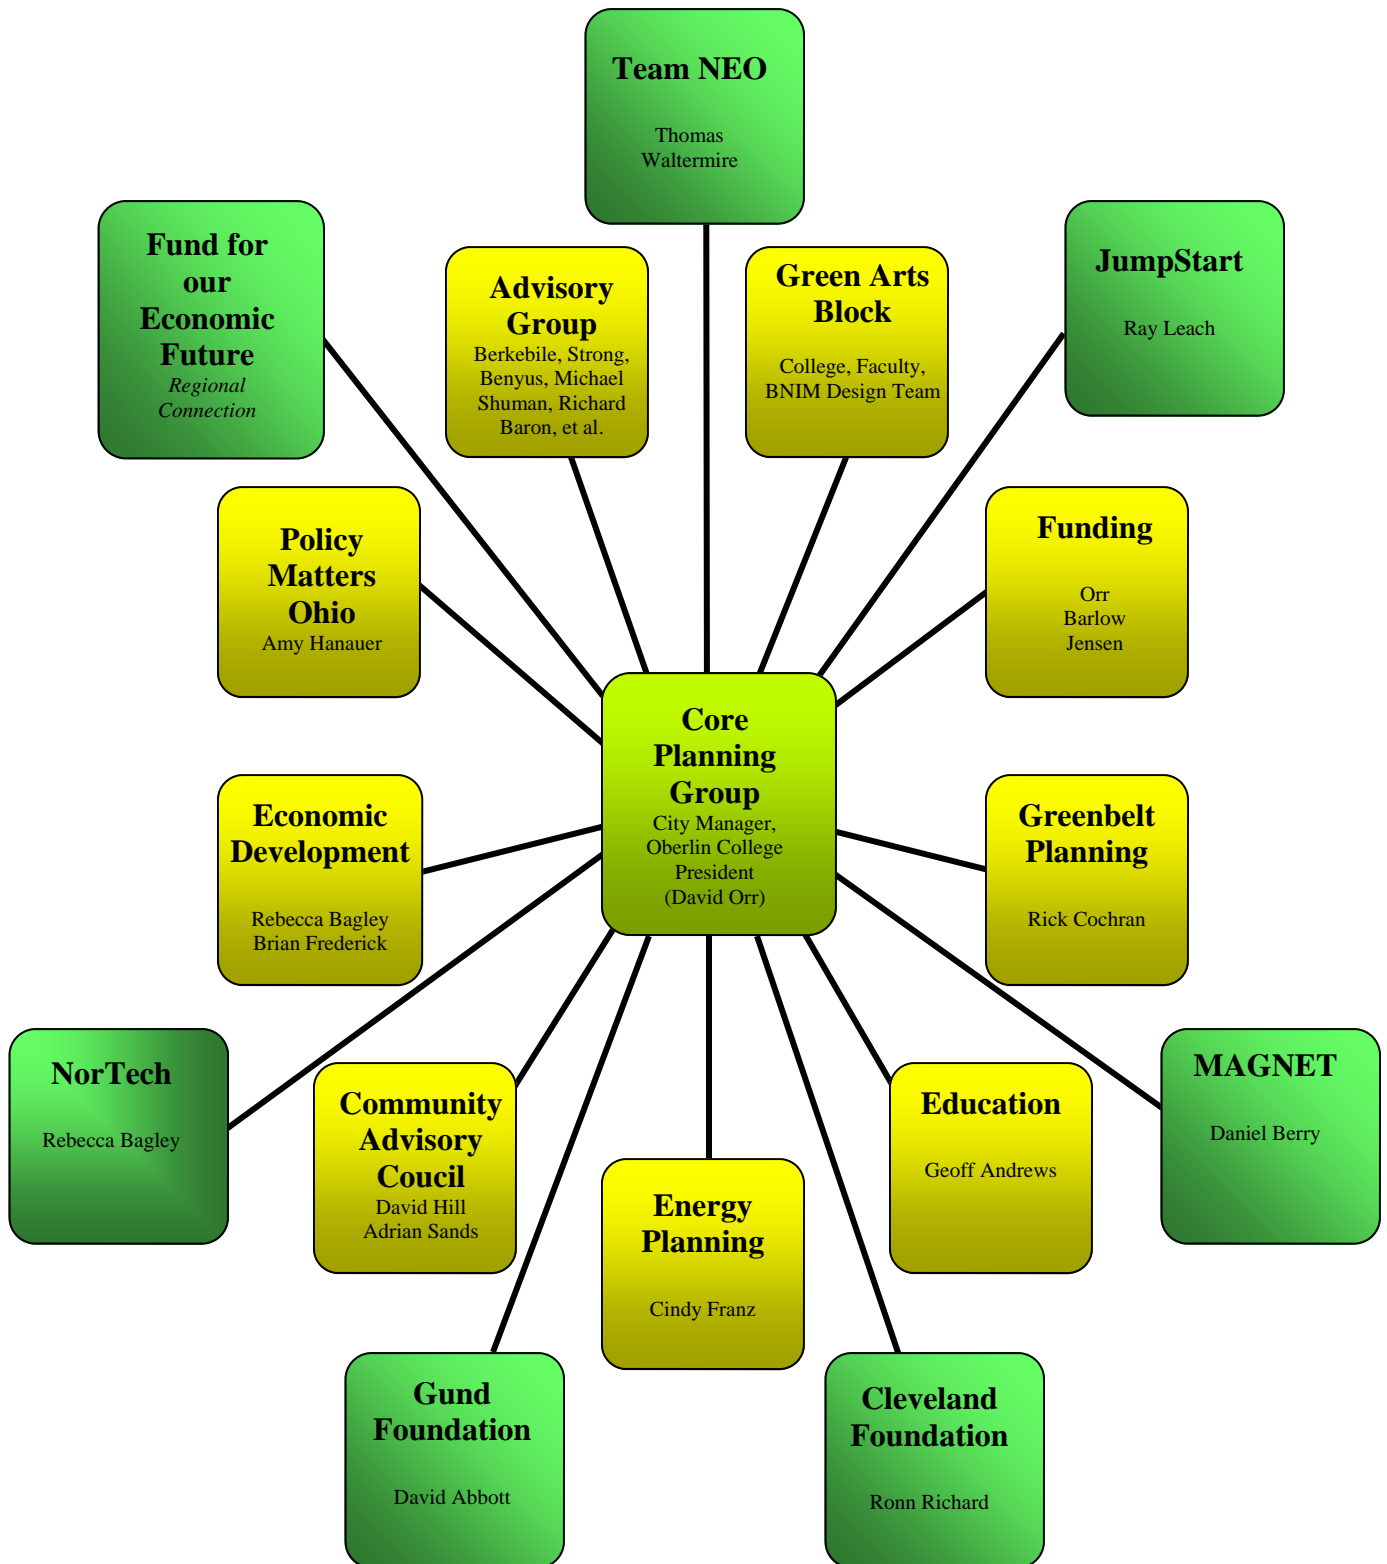 Team NEO
Thomas
Waltermire
Fund for
our
Economic
Future
Regional
Connection
Advisory
Group
Berkebile, Strong,
Benyus, Michael
Shuman, Richard
Baron, et al.
Green Arts
Block
College, Faculty,
BNIM Design Team
JumpStart
Ray Leach
Policy
Matters
Ohio
Amy Hanauer
Funding
Orr
Barlow
Jensen
Core
Planning
Group
City Manager,
Oberlin College
President
(David Orr)
Economic
Development
Rebecca Bagley
Brian Frederick
Greenbelt
Planning
Rick Cochran
NorTech
Rebecca Bagley
Community
Advisory
Coucil
David Hill
Adrian Sands
Energy
Planning
Cindy Franz
Education
Geoff Andrews
MAGNET
Daniel Berry
Gund
Foundation
David Abbott
Cleveland
Foundation
Ronn Richard